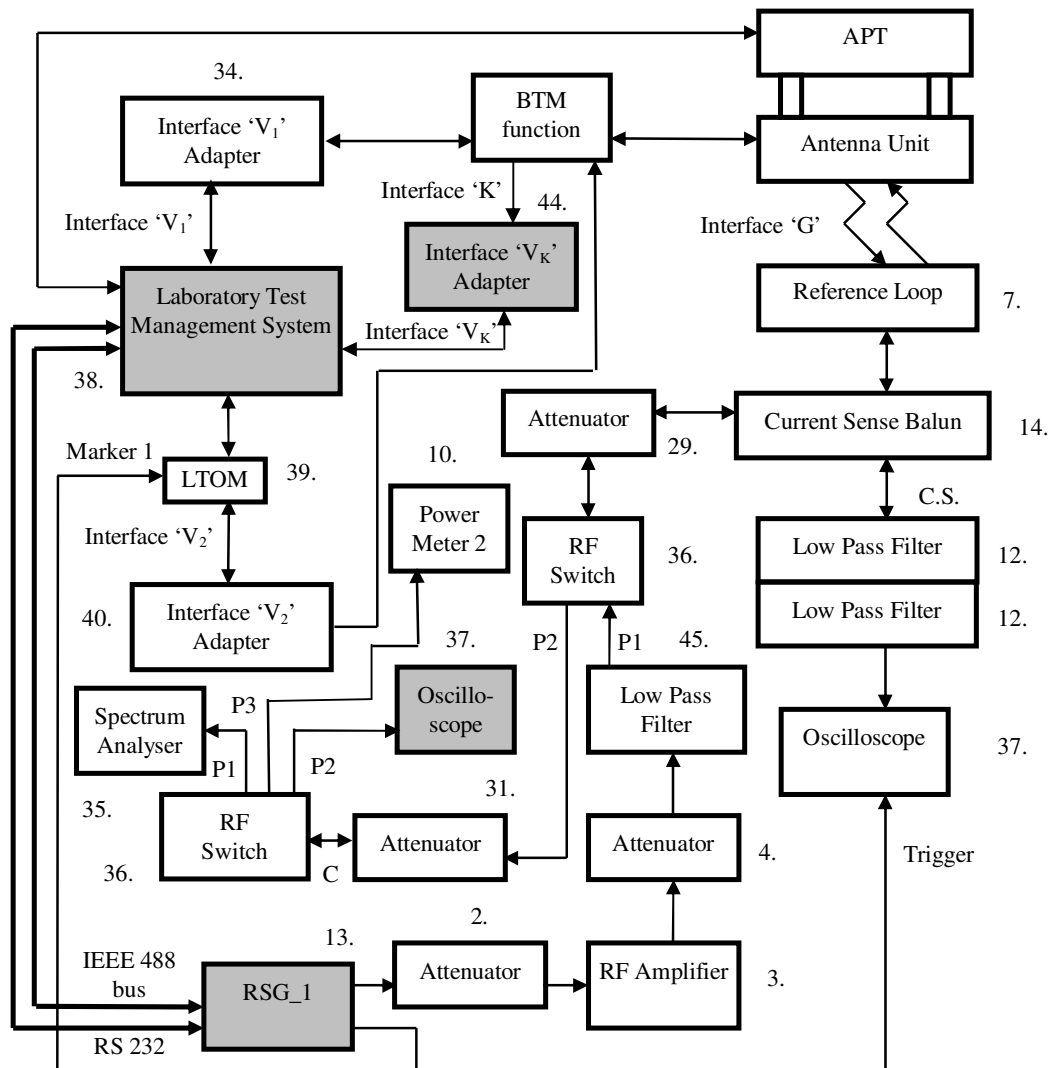 APT
34.
BTM
function
Interface ‘V1’
Adapter
Antenna Unit
Interface ‘K’
44.
Interface ‘V1’
Interface ‘G’
Interface ‘VK’
Adapter
Laboratory Test
Management System
Reference Loop
7.
Interface ‘VK’
38.
Attenuator
Current Sense Balun
14.
29.
Marker 1
10.
LTOM
39.
C.S.
Power
Meter 2
Interface ‘V2’
RF
Switch
36.
Low Pass Filter
12.
Low Pass Filter
12.
40.
Interface ‘V2’
Adapter
P2
P1
45.
37.
Spectrum
Analyser
P3
Oscillo-
scope
Low Pass
Filter
Oscilloscope
37.
P1
P2
31.
35.
RF
Switch
Attenuator
Attenuator
4.
Trigger
36.
C
2.
13.
IEEE 488
bus
RSG_1
Attenuator
RF Amplifier
3.
RS 232